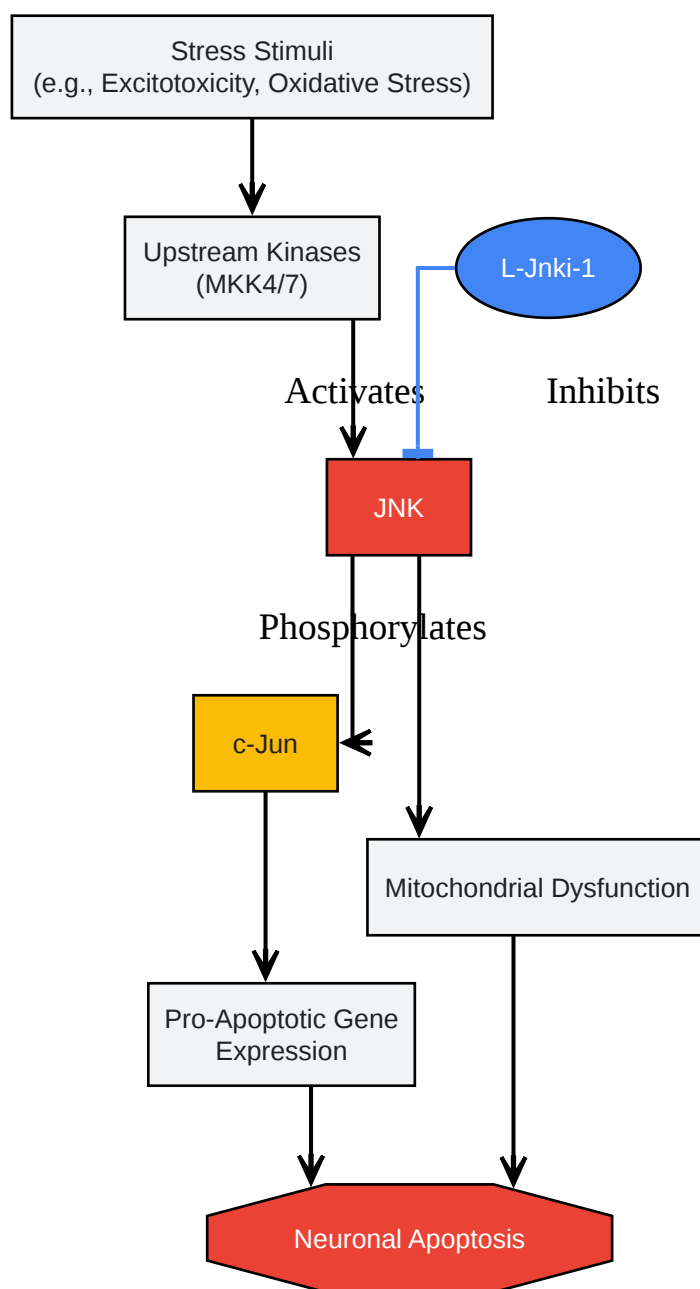 Stress Stimuli
(e.g., Excitotoxicity, Oxidative Stress)
Upstream Kinases
(MKK4/7)
L-Jnki-1
Activates
Inhibits
JNK
Phosphorylates
c-Jun
Mitochondrial Dysfunction
Pro-Apoptotic Gene
Expression
Neuronal Apoptosis